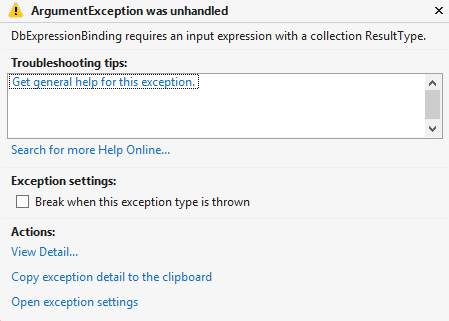 ArgumentException was unhandled
DbExpressionBinding requires an input expression with a collection ResultType.
Troubleshooting tips:
Get general help for this exception.
Search for more Help Online...
Exception settings:
Break when this exception type is thrown
Actions:
View Detail...
Copy exception detail to the clipboard
Open exception settings